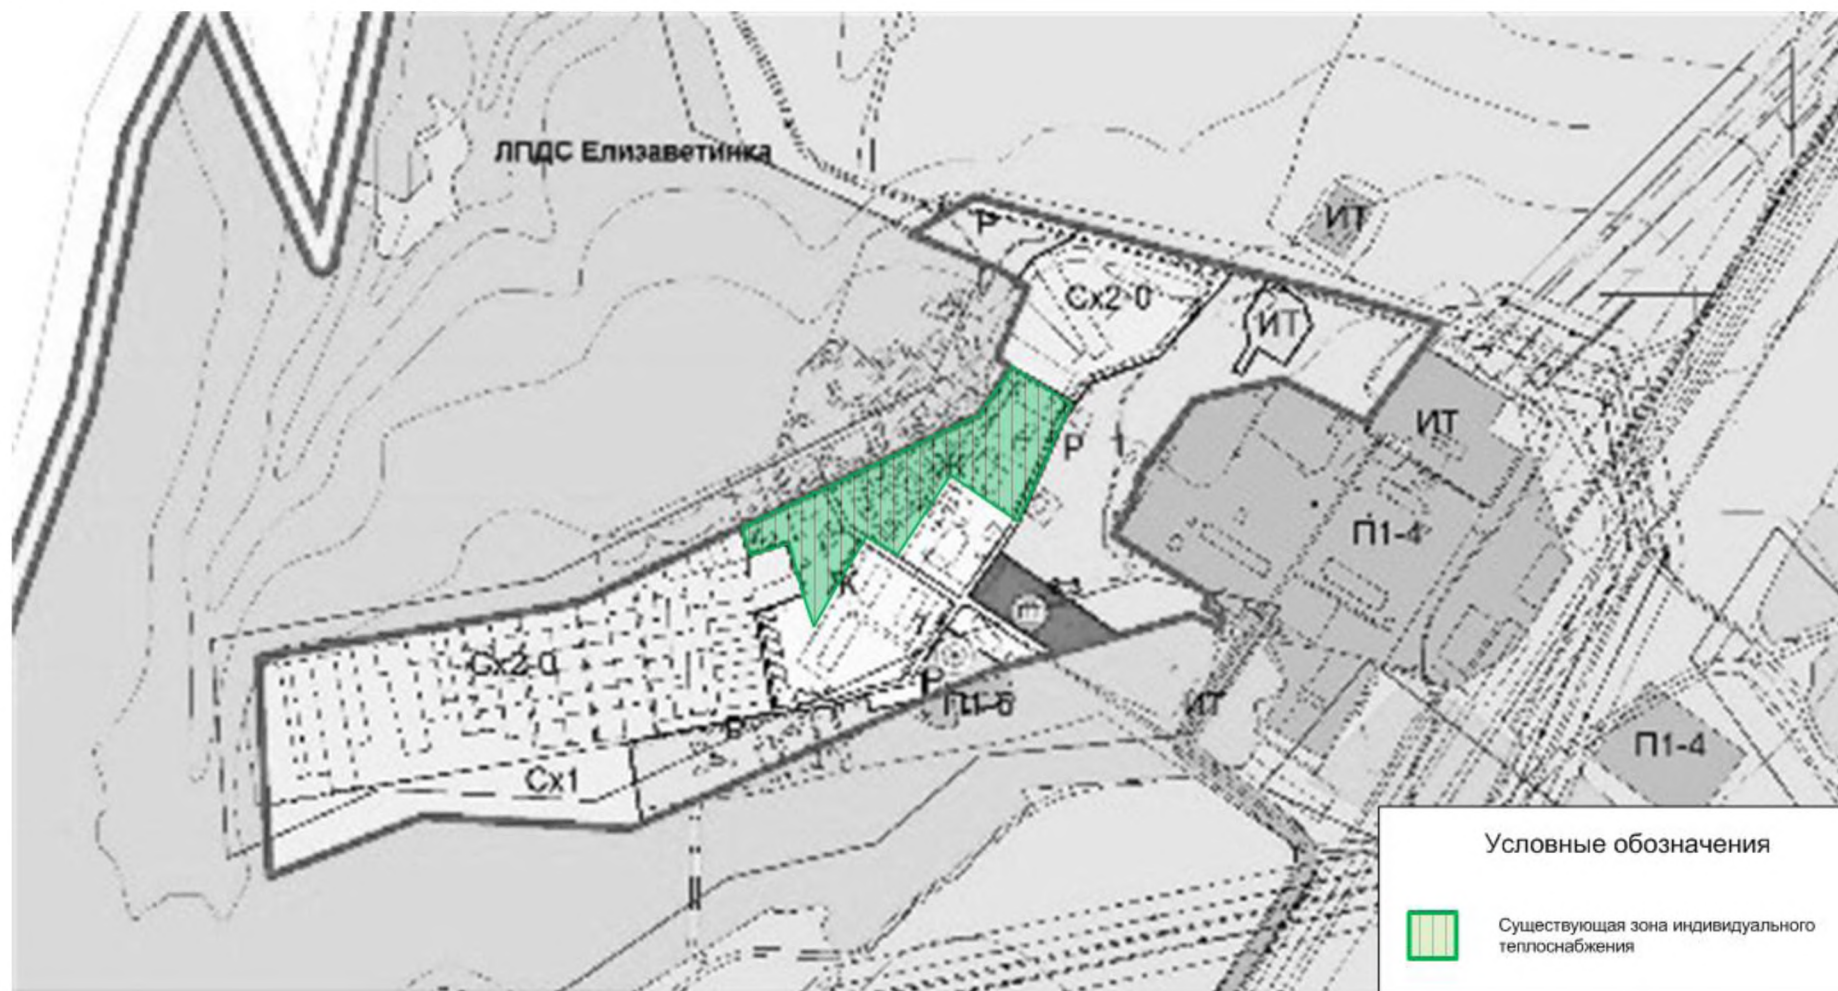 ЛПДС Елизаветинка
Р
ИТ
Сх2-0
ИТ
ИТ
Р
П1-4
Ж
Ж
Сх2-0
Р
П1-6
ИТ
П1-4
Р
Сх1
Условные обозначения
Существующая зона индивидуального
теплоснабжения